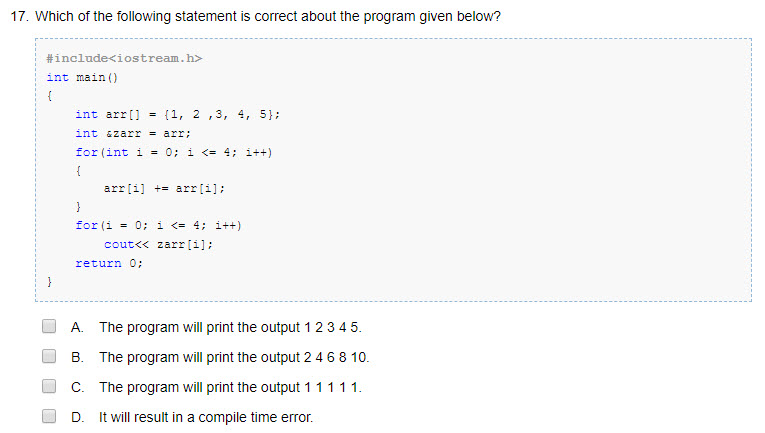 17. Which of the following statement is correct about the program given below?
#include<iostream.h>
int main()
{
int arr[] = {1, 2 ,3, 4, 5};
int &zarr = arr;
for(int i = 0; i <= 4; i++)
{
arr[i] += arr[i];
}
for(i = 0; i <= 4; i++)
cout<< zarr[i];
return 0;
}
A. The program will print the output 1 2 3 4 5.
B. The program will print the output 2 4 6 8 10.
C. The program will print the output 1 1 1 1 1.
D. It will result in a compile time error.